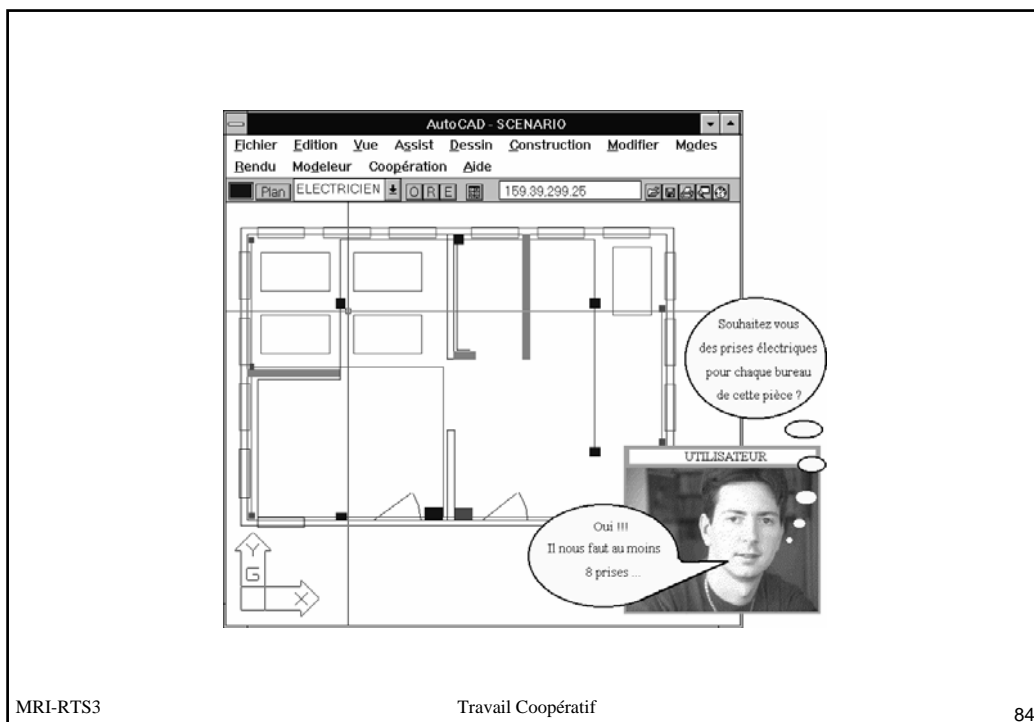 AutoCAD - SCENARIO
Fichier Edition Vue Assist Dessin Construction Modifier Modes
Rendu Modeleur Coopération Aide
Plan ELECTRICIEN O R E 159.39,299.25
Souhaitez vous
des prises électriques
pour chaque bureau
de cette pièce ?
UTILISATEUR
Oui !!!
Il nous faut au moins
8 prises ...
Y
G
X
MRI-RTS3 Travail Coopératif 84